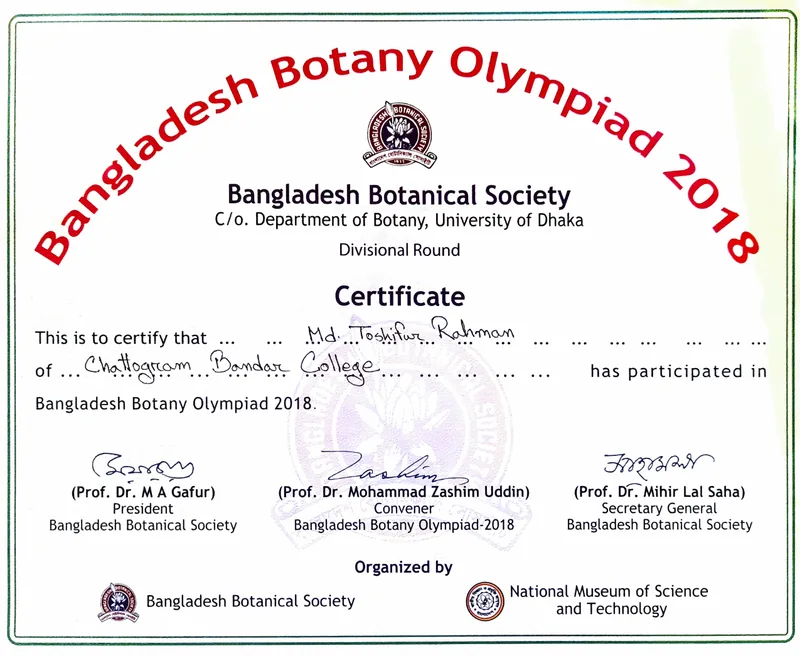 Bangladesh Botany Olympiad 2018
BANGLADESH BOTANICAL SOCIETY
Bangladesh Botanical Society
C/o. Department of Botany, University of Dhaka
Divisional Round
Certificate
This is to certify that ... ... Md. Toshifur Rahman ... ... ... ... ... ...
of ... Chattogram Bandar College ... ... ... ... has participated in
Bangladesh Botany Olympiad 2018.
Zashim
(Prof. Dr. M A Gafur) (Prof. Dr. Mohammad Zashim Uddin) (Prof. Dr. Mihir Lal Saha)
President Convener Secretary General
Bangladesh Botanical Society Bangladesh Botany Olympiad-2018 Bangladesh Botanical Society
Organized by
Bangladesh Botanical Society
National Museum of Science
and Technology